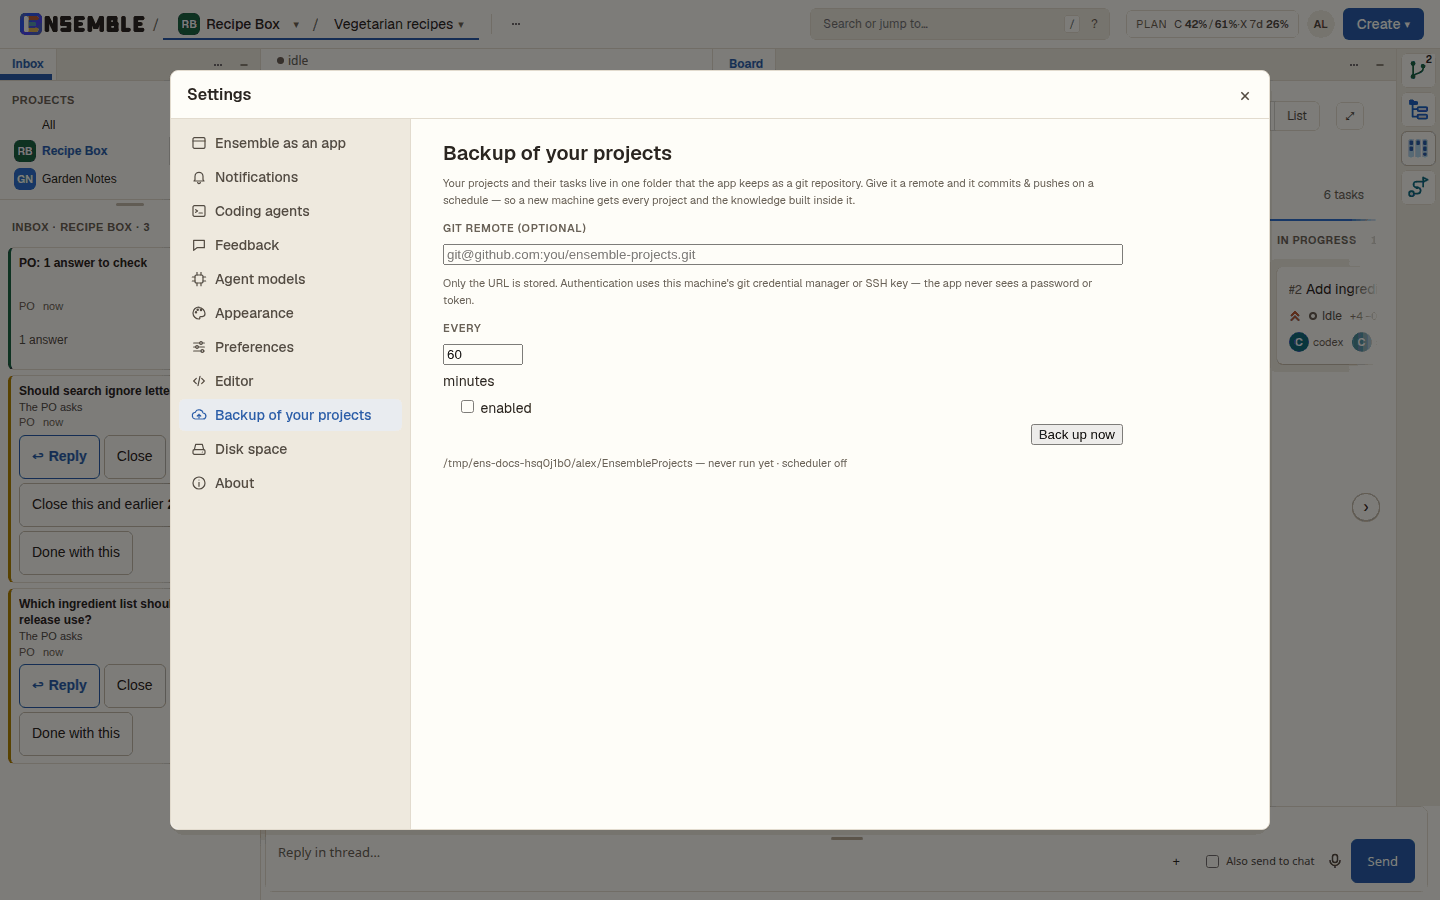 ENSEMBLE / RB Recipe Box ▾ / Vegetarian recipes ▾ ···
Search or jump to... / ?
PLAN C 42% / 61% · X 7d 26%
AL
Create ▾
Inbox ··· –
idle
Board ··· –
2
PROJECTS
All
RB Recipe Box
GN Garden Notes
INBOX · RECIPE BOX · 3
PO: 1 answer to check
PO now
1 answer
Should search ignore lette
The PO asks
PO now
↩ Reply Close
Close this and earlier
Done with this
Which ingredient list shou
release use?
The PO asks
PO now
↩ Reply Close
Done with this
Settings ×
Ensemble as an app
Notifications
Coding agents
Feedback
Agent models
Appearance
Preferences
Editor
Backup of your projects
Disk space
About
Backup of your projects
Your projects and their tasks live in one folder that the app keeps as a git repository. Give it a remote and it commits & pushes on a
schedule — so a new machine gets every project and the knowledge built inside it.
GIT REMOTE (OPTIONAL)
git@github.com:you/ensemble-projects.git
Only the URL is stored. Authentication uses this machine's git credential manager or SSH key — the app never sees a password or
token.
EVERY
60
minutes
enabled
Back up now
/tmp/ens-docs-hsq0j1b0/alex/EnsembleProjects — never run yet · scheduler off
List
6 tasks
IN PROGRESS 1
#2 Add ingred
Idle +4
C codex C
›
Reply in thread...
+ Also send to chat
Send